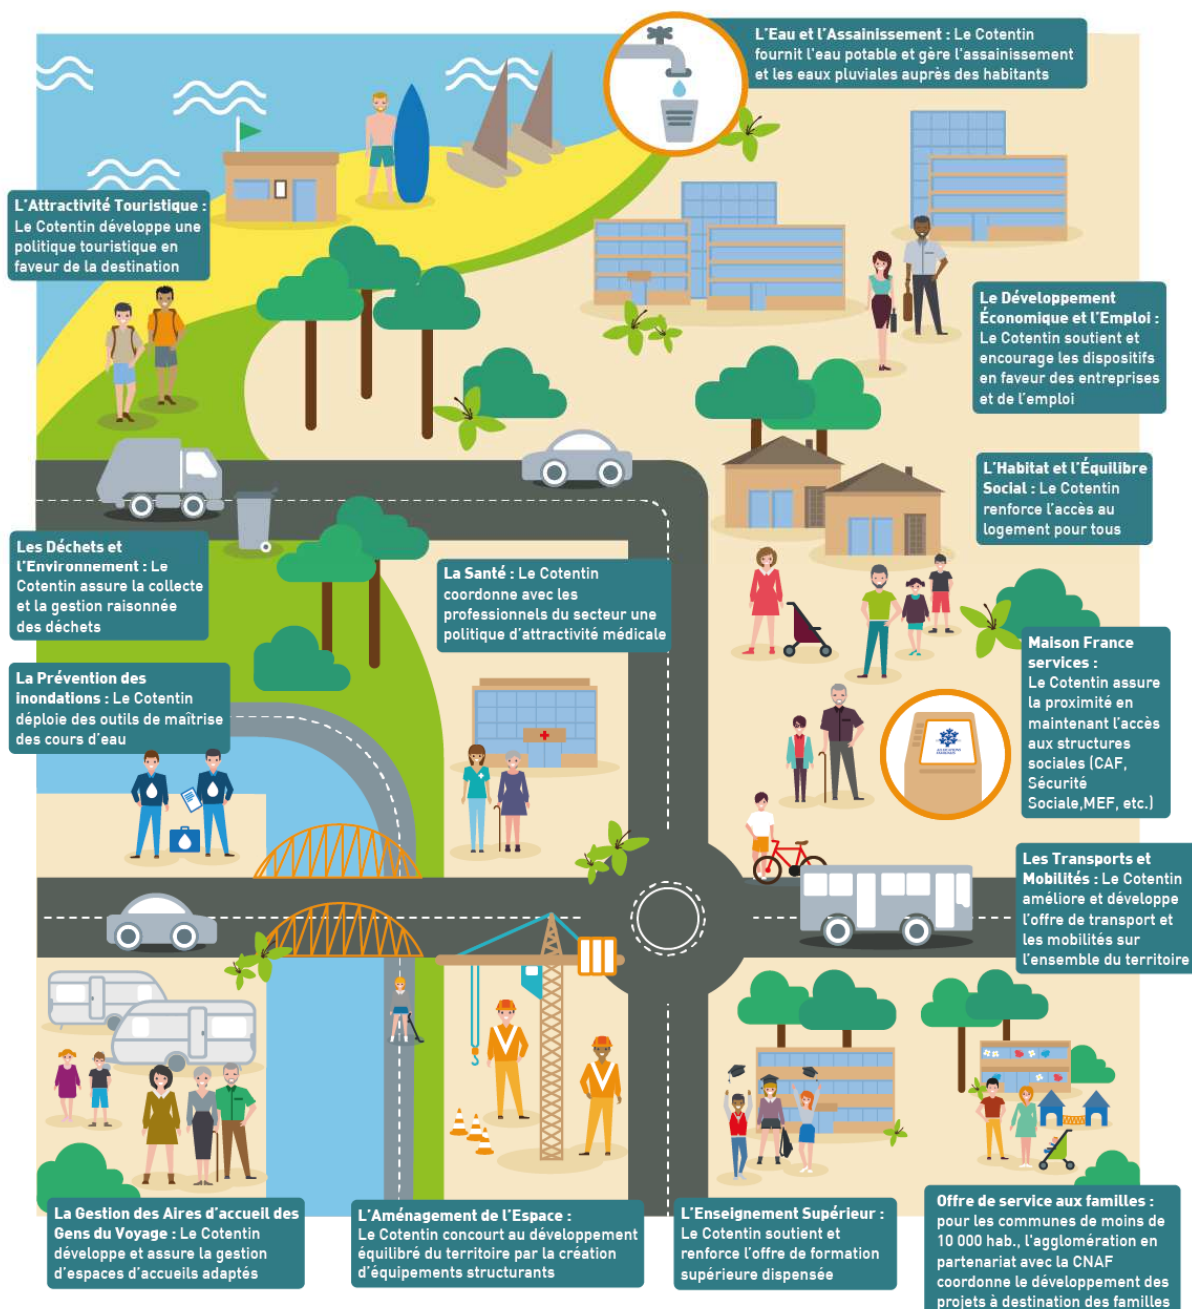 L'Eau et l'Assainissement : Le Cotentin
fournit l'eau potable et gère l'assainissement
et les eaux pluviales auprès des habitants
L'Attractivité Touristique :
Le Cotentin développe une
politique touristique en
faveur de la destination
Le Développement
Économique et l'Emploi :
Le Cotentin soutient et
encourage les dispositifs
en faveur des entreprises
et de l'emploi
L'Habitat et l'Équilibre
Social : Le Cotentin
renforce l'accès au
logement pour tous
Les Déchets et
l'Environnement : Le
Cotentin assure la collecte
et la gestion raisonnée
des déchets
La Santé : Le Cotentin
coordonne avec les
professionnels du secteur une
politique d'attractivité médicale
Maison France
services :
Le Cotentin assure
la proximité en
maintenant l'accès
aux structures
sociales (CAF,
Sécurité
Sociale,MEF, etc.)
La Prévention des
inondations : Le Cotentin
déploie des outils de maîtrise
des cours d'eau
Les Transports et
Mobilités : Le Cotentin
améliore et développe
l'offre de transport et
les mobilités sur
l'ensemble du territoire
La Gestion des Aires d'accueil des
Gens du Voyage : Le Cotentin
développe et assure la gestion
d'espaces d'accueils adaptés
L'Aménagement de l'Espace :
Le Cotentin concourt au développement
équilibré du territoire par la création
d'équipements structurants
L'Enseignement Supérieur :
Le Cotentin soutient et
renforce l'offre de formation
supérieure dispensée
Offre de service aux familles :
pour les communes de moins de
10 000 hab., l'agglomération en
partenariat avec la CNAF
coordonne le développement des
projets à destination des familles